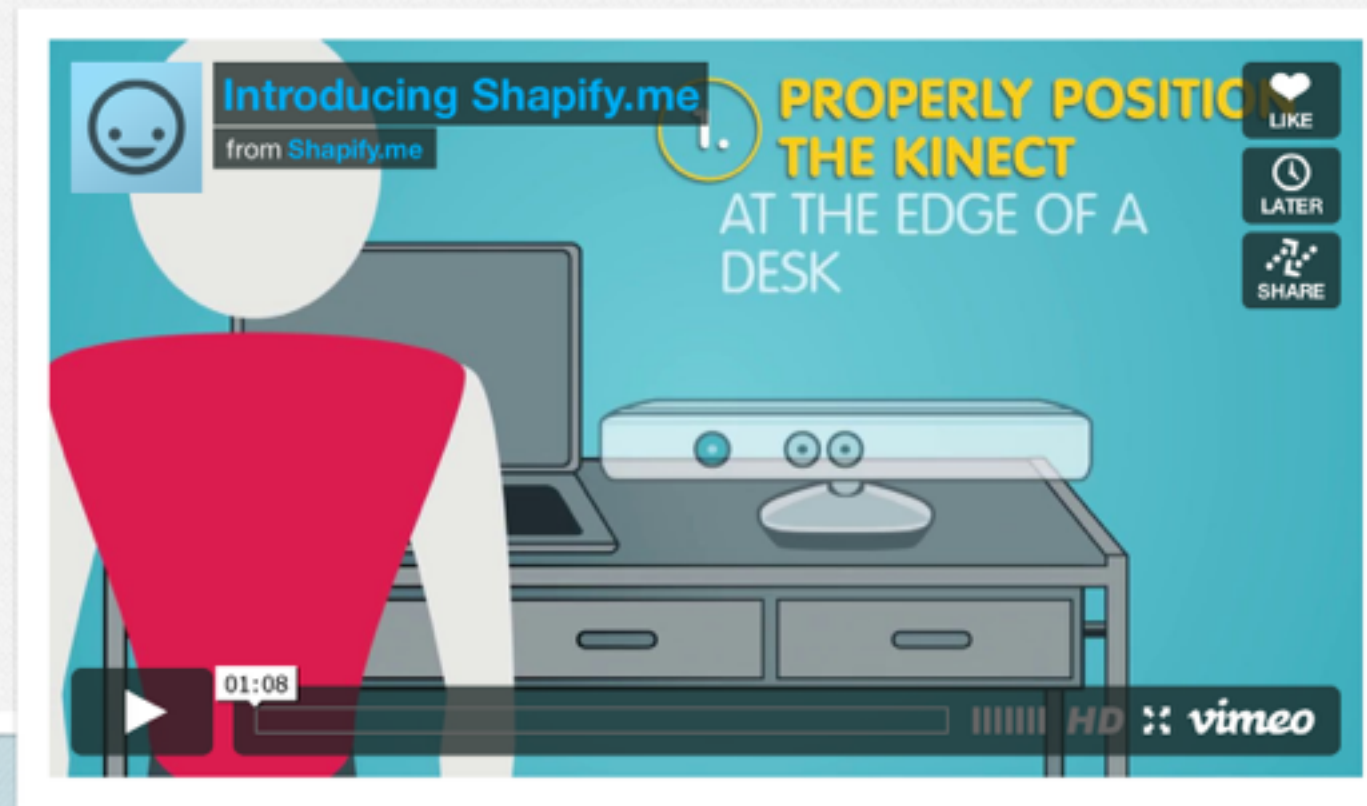 Introducing Shapify.me
from Shapify.me
1.
PROPERLY POSITION
THE KINECT
AT THE EDGE OF A
DESK
LIKE
LATER
SHARE
01:08
HD vimeo